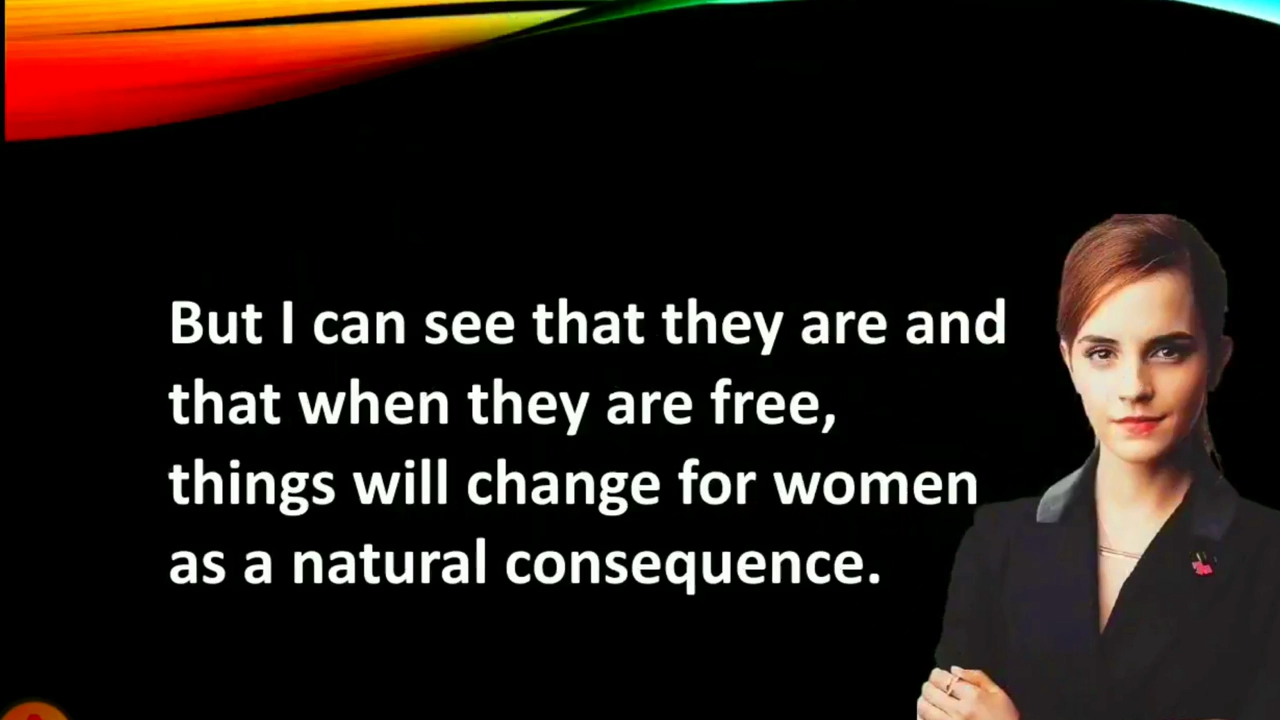 But I can see that they are and
that when they are free,
things will change for women
as a natural consequence.